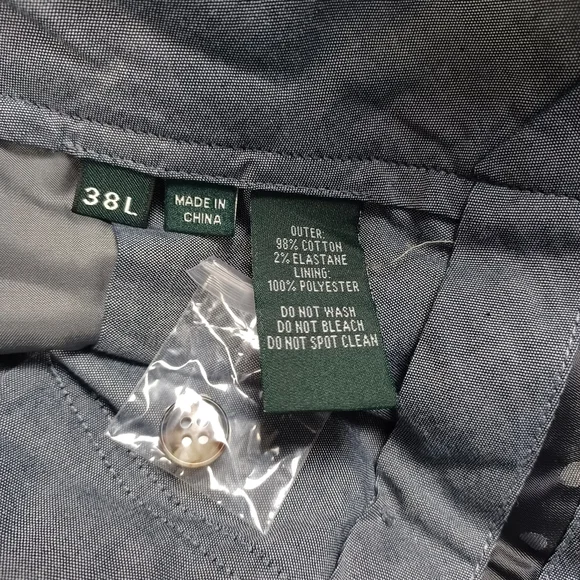 38L
MADE IN
CHINA
OUTER:
98% COTTON
2% ELASTANE
LINING:
100% POLYESTER
DO NOT WASH
DO NOT BLEACH
DO NOT SPOT CLEAN